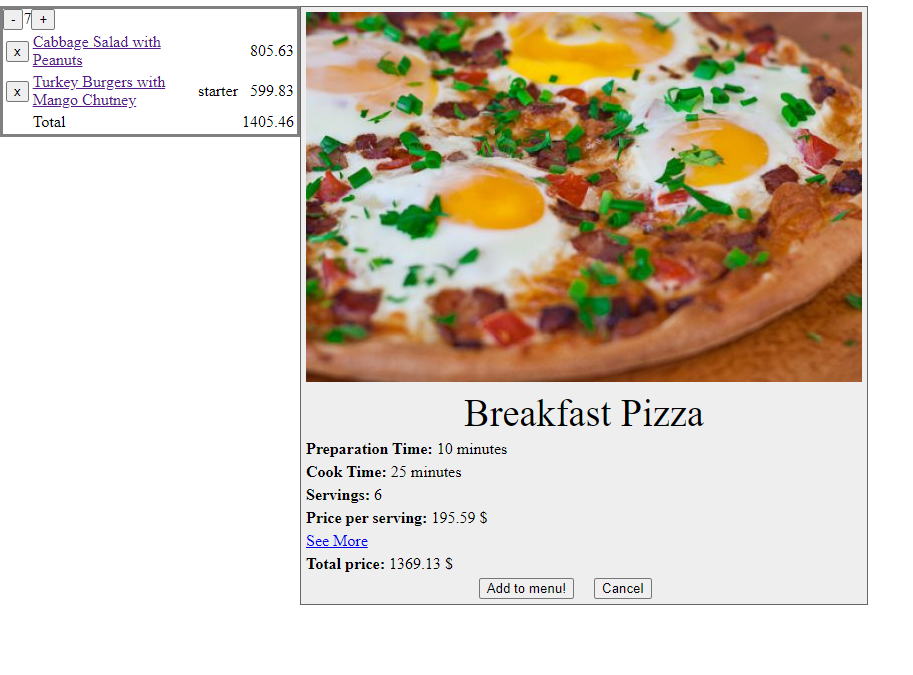 - 7 +
x Cabbage Salad with
Peanuts 805.63
x Turkey Burgers with
Mango Chutney starter 599.83
Total 1405.46
Breakfast Pizza
Preparation Time: 10 minutes
Cook Time: 25 minutes
Servings: 6
Price per serving: 195.59 $
See More
Total price: 1369.13 $
Add to menu! Cancel